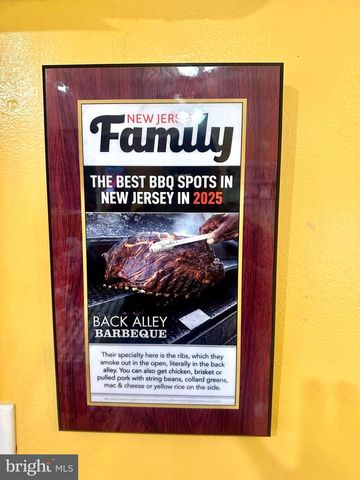 NEW JERSEY
Family
THE BEST BBQ SPOTS IN
NEW JERSEY IN 2025
BACK ALLEY
BARBEQUE
Their specialty here is the ribs, which they
smoke out in the open, literally in the back
alley. You can also get chicken, brisket or
pulled pork with string beans, collard greens,
mac & cheese or yellow rice on the side.
bright MLS